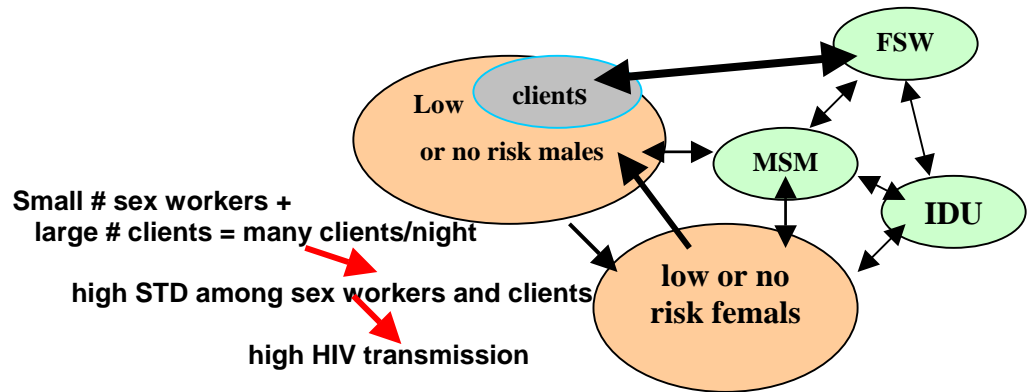 FSW
clients
Low
or no risk males
MSM
IDU
Small # sex workers +
large # clients = many clients/night
high STD among sex workers and clients
high HIV transmission
low or no
risk femals